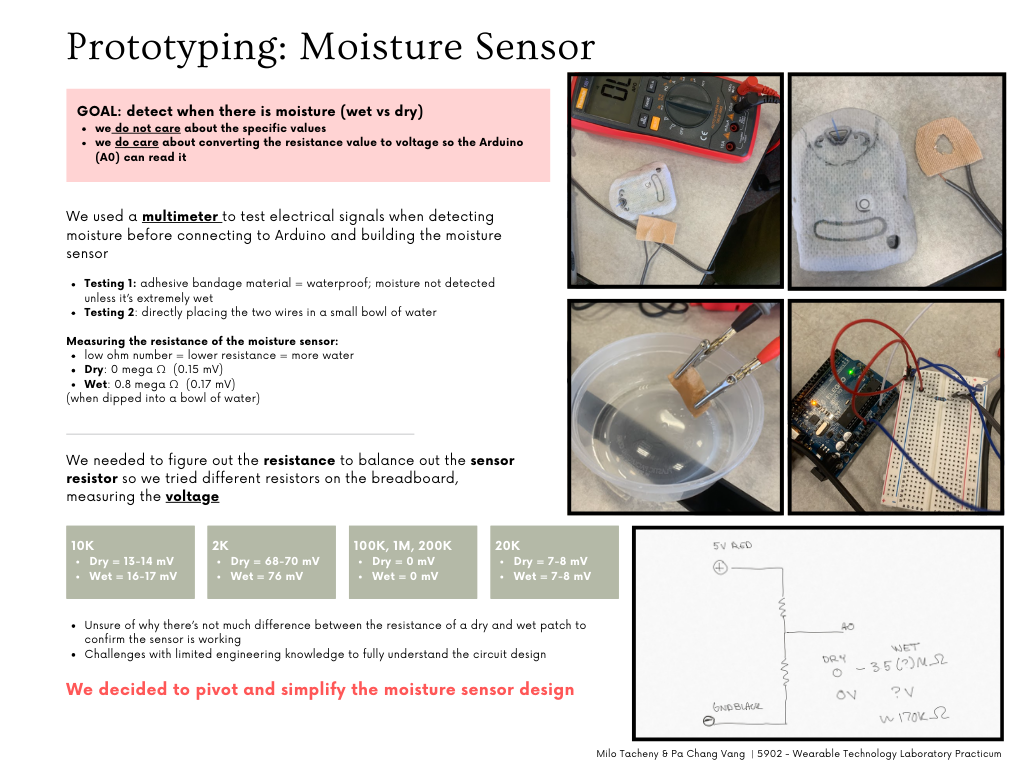 Prototyping: Moisture Sensor
GOAL: detect when there is moisture (wet vs dry)
• we do not care about the specific values
• we do care about converting the resistance value to voltage so the Arduino
(A0) can read it
We used a multimeter to test electrical signals when detecting
moisture before connecting to Arduino and building the moisture
sensor
• Testing 1: adhesive bandage material = waterproof; moisture not detected
unless it's extremely wet
• Testing 2: directly placing the two wires in a small bowl of water
Measuring the resistance of the moisture sensor:
• low ohm number = lower resistance = more water
• Dry: 0 mega Ω (0.15 mV)
• Wet: 0.8 mega Ω (0.17 mV)
(when dipped into a bowl of water)
We needed to figure out the resistance to balance out the sensor
resistor so we tried different resistors on the breadboard,
measuring the voltage
10K
• Dry = 13-14 mV
• Wet = 16-17 mV
2K
• Dry = 68-70 mV
• Wet = 76 mV
100K, 1M, 200K
• Dry = 0 mV
• Wet = 0 mV
20K
• Dry = 7-8 mV
• Wet = 7-8 mV
• Unsure of why there's not much difference between the resistance of a dry and wet patch to
confirm the sensor is working
• Challenges with limited engineering knowledge to fully understand the circuit design
We decided to pivot and simplify the moisture sensor design
5V RED
A0
DRY
WET
0 – 3.5(?)MΩ
0V ?V
~170KΩ
GND BLACK
Milo Tacheny & Pa Chang Vang | 5902 - Wearable Technology Laboratory Practicum